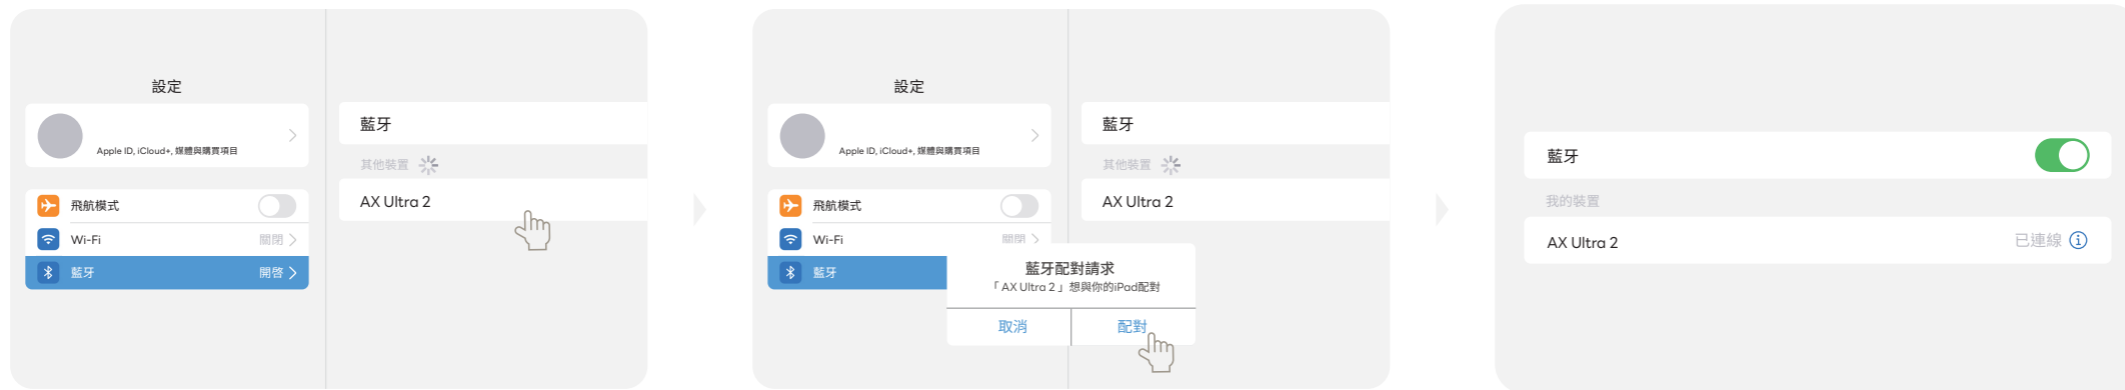 設定
Apple ID, iCloud+, 媒體與購買項目
飛航模式
Wi-Fi 關閉
藍牙 開啓
藍牙
其他裝置
AX Ultra 2
設定
Apple ID, iCloud+, 媒體與購買項目
飛航模式
Wi-Fi 關閉
藍牙
藍牙
其他裝置
AX Ultra 2
藍牙配對請求
「 AX Ultra 2 」想與你的iPad配對
取消 配對
藍牙
我的裝置
AX Ultra 2 已連線